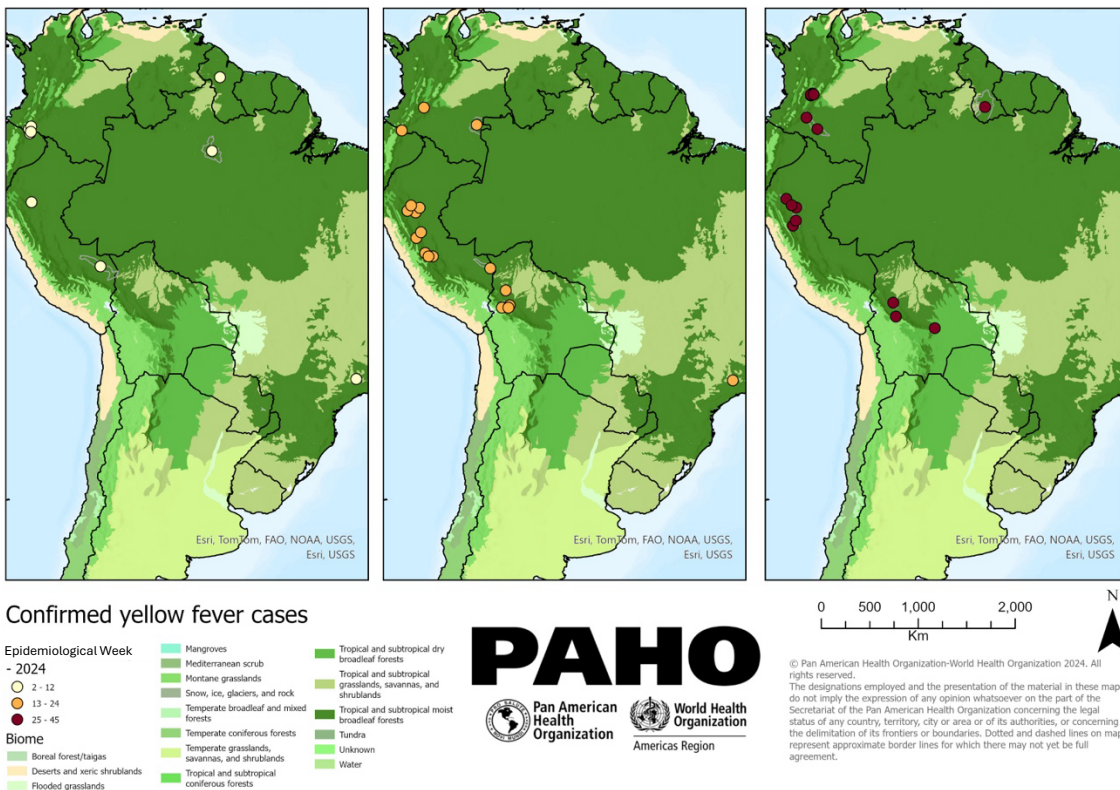 Esri, TomTom, FAO, NOAA, USGS,
Esri, USGS
Esri, TomTom, FAO, NOAA, USGS,
Esri, USGS
Esri, TomTom, FAO, NOAA, USGS,
Esri, USGS
Confirmed yellow fever cases
Epidemiological Week
- 2024
2 - 12
13 - 24
25 - 45
Biome
Boreal forest/taigas
Deserts and xeric shrublands
Flooded grasslands
Mangroves
Mediterranean scrub
Montane grasslands
Snow, ice, glaciers, and rock
Temperate broadleaf and mixed
forests
Temperate coniferous forests
Temperate grasslands,
savannas, and shrublands
Tropical and subtropical
coniferous forests
Tropical and subtropical dry
broadleaf forests
Tropical and subtropical
grasslands, savannas, and
shrublands
Tropical and subtropical moist
broadleaf forests
Tundra
Unknown
Water
PAHO
Pan American
Health
Organization
World Health
Organization
Americas Region
0 500 1,000 2,000
Km
N
© Pan American Health Organization-World Health Organization 2024. All
rights reserved.
The designations employed and the presentation of the material in these map
do not imply the expression of any opinion whatsoever on the part of the
Secretariat of the Pan American Health Organization concerning the legal
status of any country, territory, city or area or of its authorities, or concerning
the delimitation of its frontiers or boundaries. Dotted and dashed lines on map
represent approximate border lines for which there may not yet be full
agreement.